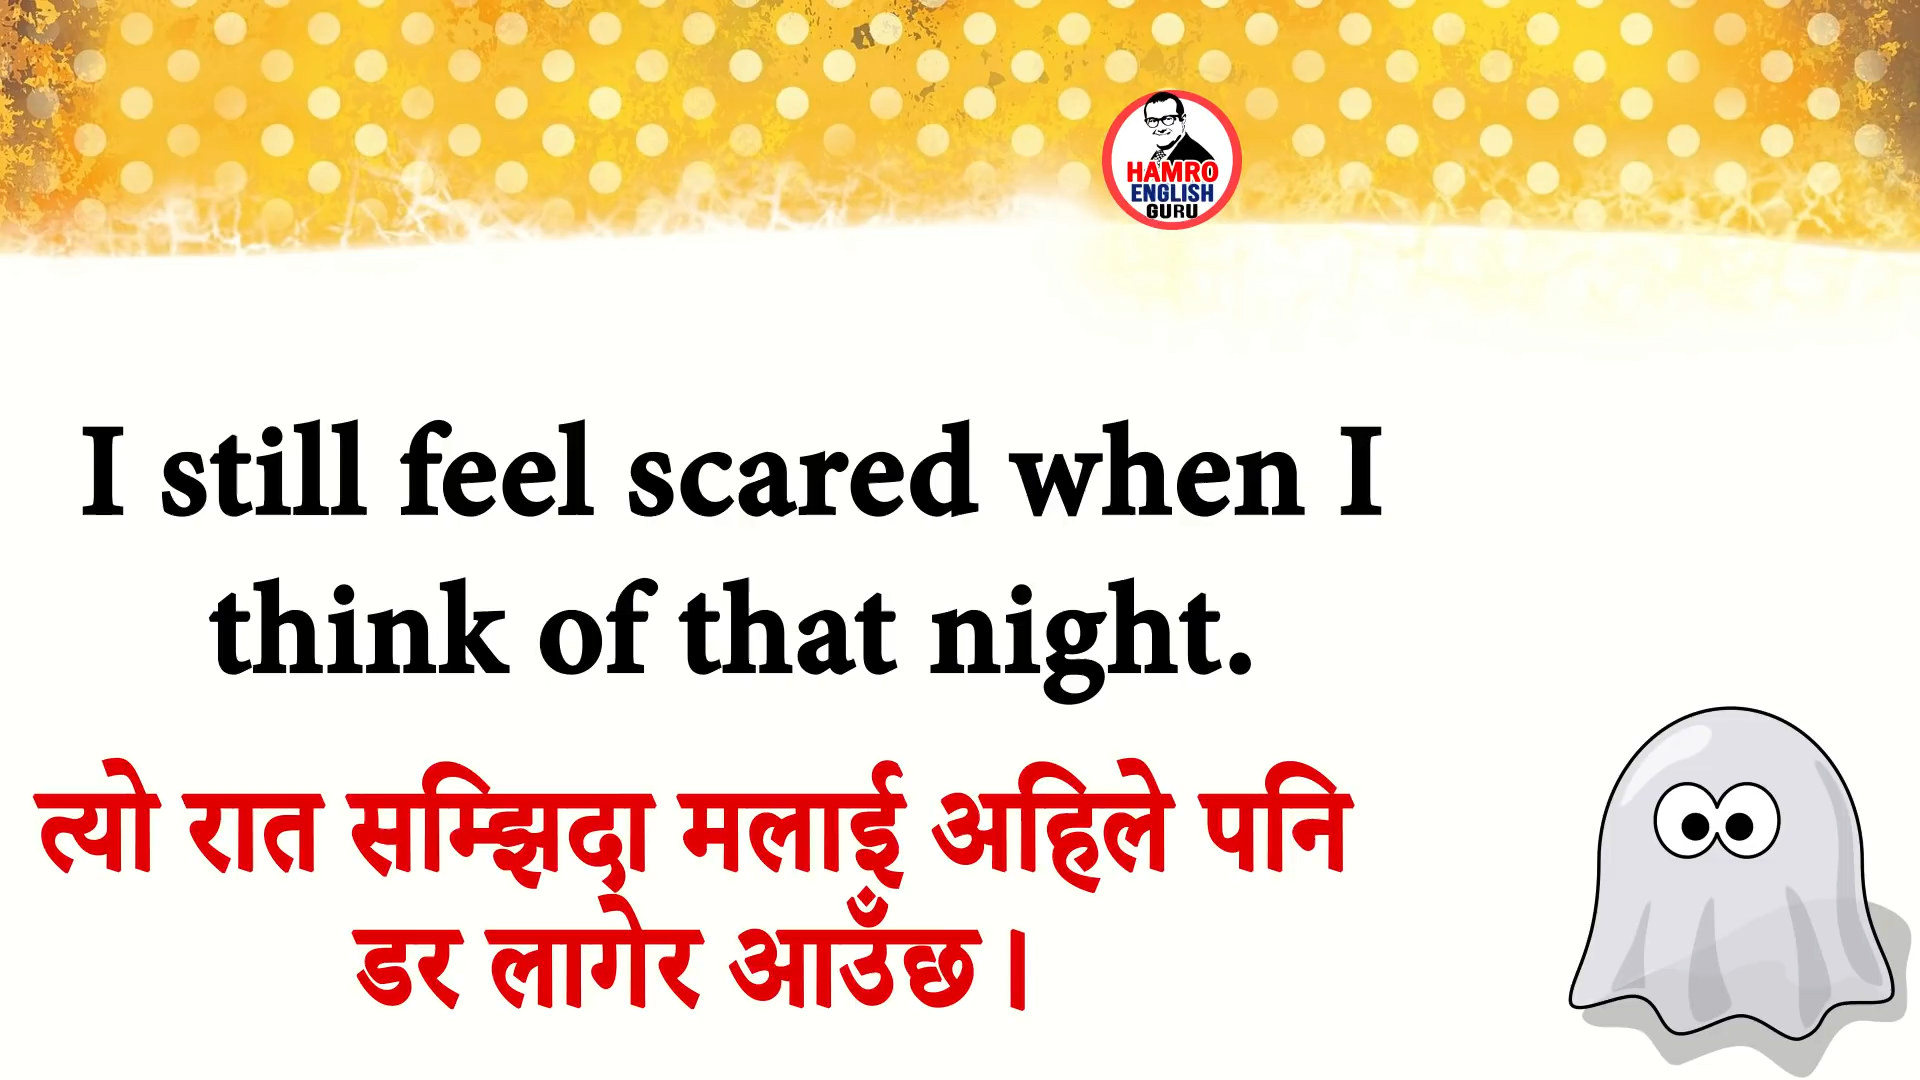 HAMRO
ENGLISH
GURU
I still feel scared when I
think of that night.
त्यो रात सम्झिदा मलाई अहिले पनि
डर लागेर आउँछ।